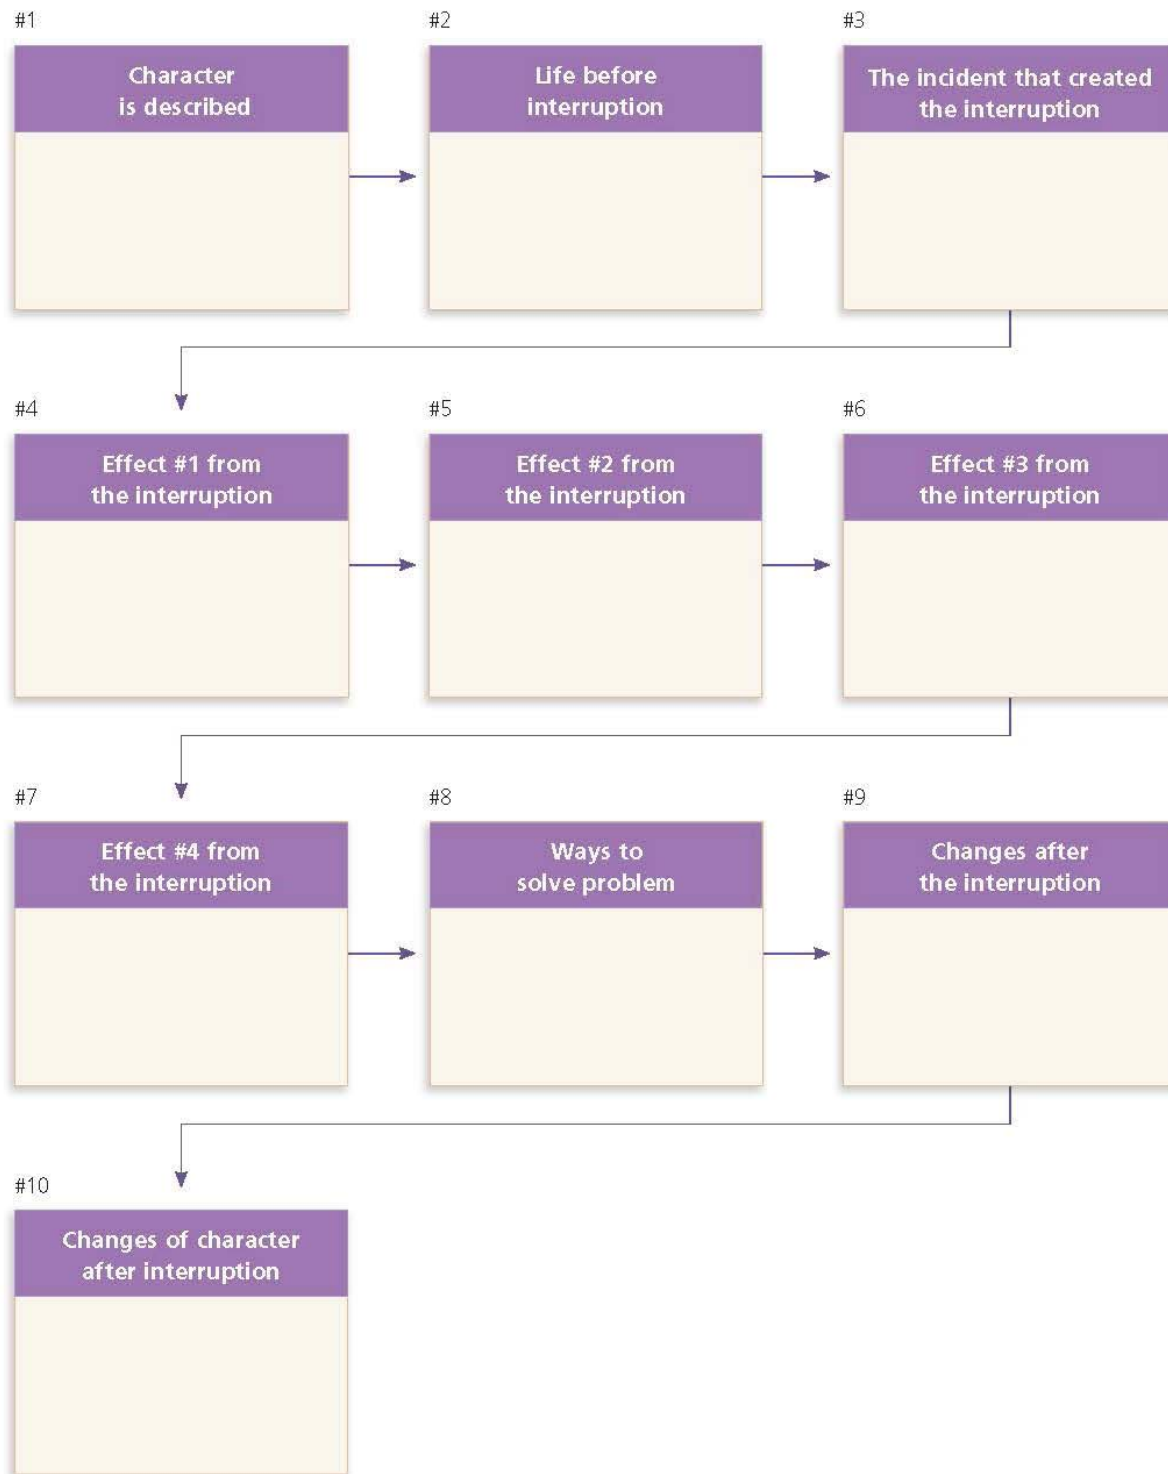 #1
#2
#3
Character
is described
Life before
interruption
The incident that created
the interruption
#4
#5
#6
Effect #1 from
the interruption
Effect #2 from
the interruption
Effect #3 from
the interruption
#7
#8
#9
Effect #4 from
the interruption
Ways to
solve problem
Changes after
the interruption
#10
Changes of character
after interruption